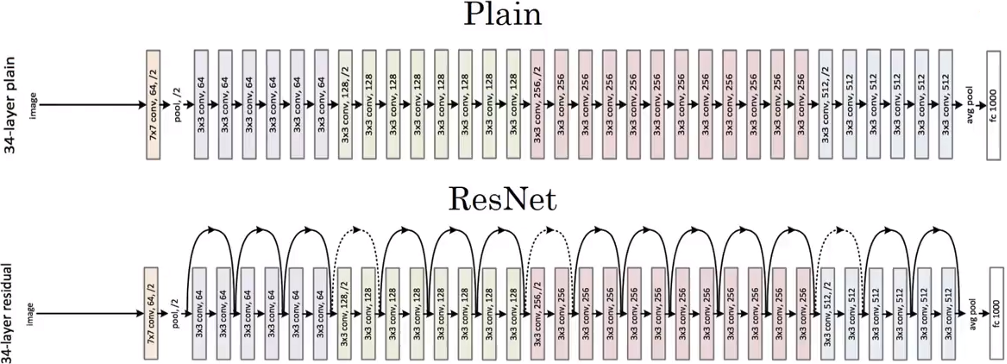 Plain
34-layer plain
image
7x7 conv, 64, /2
pool, /2
3x3 conv, 64
3x3 conv, 64
3x3 conv, 64
3x3 conv, 64
3x3 conv, 64
3x3 conv, 64
3x3 conv, 128, /2
3x3 conv, 128
3x3 conv, 128
3x3 conv, 128
3x3 conv, 128
3x3 conv, 128
3x3 conv, 128
3x3 conv, 128
3x3 conv, 256, /2
3x3 conv, 256
3x3 conv, 256
3x3 conv, 256
3x3 conv, 256
3x3 conv, 256
3x3 conv, 256
3x3 conv, 256
3x3 conv, 256
3x3 conv, 256
3x3 conv, 256
3x3 conv, 256
3x3 conv, 512, /2
3x3 conv, 512
3x3 conv, 512
3x3 conv, 512
3x3 conv, 512
3x3 conv, 512
avg pool
fc 1000
ResNet
34-layer residual
image
7x7 conv, 64, /2
pool, /2
3x3 conv, 64
3x3 conv, 64
3x3 conv, 64
3x3 conv, 64
3x3 conv, 64
3x3 conv, 64
3x3 conv, 128, /2
3x3 conv, 128
3x3 conv, 128
3x3 conv, 128
3x3 conv, 128
3x3 conv, 128
3x3 conv, 128
3x3 conv, 128
3x3 conv, 256, /2
3x3 conv, 256
3x3 conv, 256
3x3 conv, 256
3x3 conv, 256
3x3 conv, 256
3x3 conv, 256
3x3 conv, 256
3x3 conv, 256
3x3 conv, 256
3x3 conv, 256
3x3 conv, 256
3x3 conv, 512, /2
3x3 conv, 512
3x3 conv, 512
3x3 conv, 512
3x3 conv, 512
3x3 conv, 512
avg pool
fc 1000